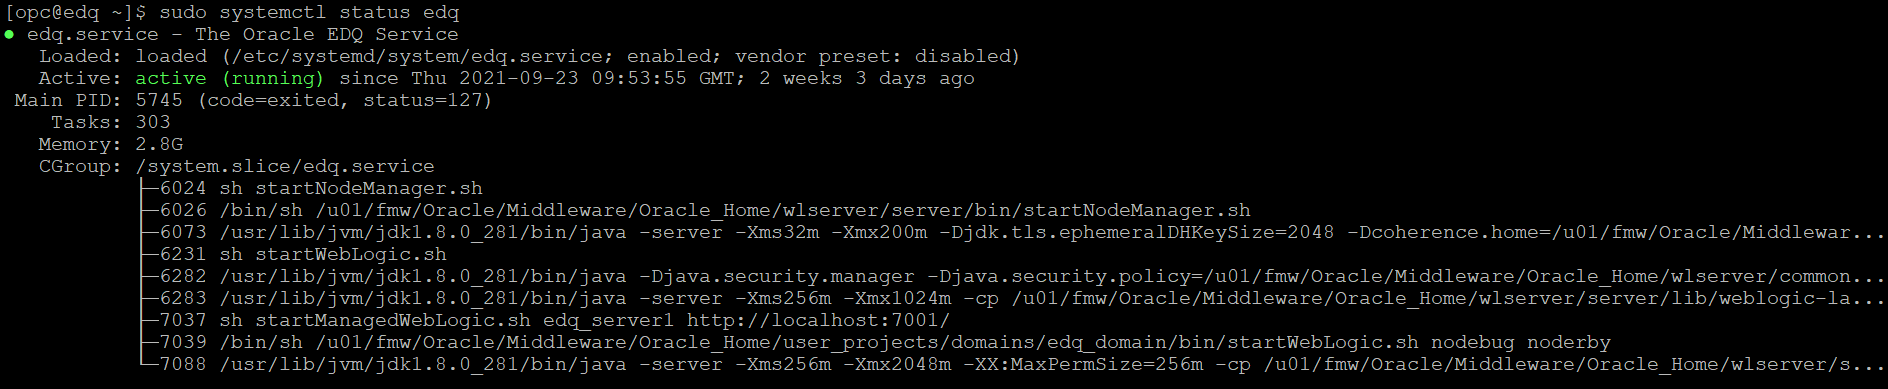 [opc@edq ~]$ sudo systemctl status edq
● edq.service - The Oracle EDQ Service
   Loaded: loaded (/etc/systemd/system/edq.service; enabled; vendor preset: disabled)
   Active: active (running) since Thu 2021-09-23 09:53:55 GMT; 2 weeks 3 days ago
 Main PID: 5745 (code=exited, status=127)
    Tasks: 303
   Memory: 2.8G
   CGroup: /system.slice/edq.service
           ├─6024 sh startNodeManager.sh
           ├─6026 /bin/sh /u01/fmw/Oracle/Middleware/Oracle_Home/wlserver/server/bin/startNodeManager.sh
           ├─6073 /usr/lib/jvm/jdk1.8.0_281/bin/java -server -Xms32m -Xmx200m -Djdk.tls.ephemeralDHKeySize=2048 -Dcoherence.home=/u01/fmw/Oracle/Middlewar...
           ├─6231 sh startWebLogic.sh
           ├─6282 /usr/lib/jvm/jdk1.8.0_281/bin/java -Djava.security.manager -Djava.security.policy=/u01/fmw/Oracle/Middleware/Oracle_Home/wlserver/common...
           ├─6283 /usr/lib/jvm/jdk1.8.0_281/bin/java -server -Xms256m -Xmx1024m -cp /u01/fmw/Oracle/Middleware/Oracle_Home/wlserver/server/lib/weblogic-la...
           ├─7037 sh startManagedWebLogic.sh edq_server1 http://localhost:7001/
           ├─7039 /bin/sh /u01/fmw/Oracle/Middleware/Oracle_Home/user_projects/domains/edq_domain/bin/startWebLogic.sh nodebug noderby
           └─7088 /usr/lib/jvm/jdk1.8.0_281/bin/java -server -Xms256m -Xmx2048m -XX:MaxPermSize=256m -cp /u01/fmw/Oracle/Middleware/Oracle_Home/wlserver/s...